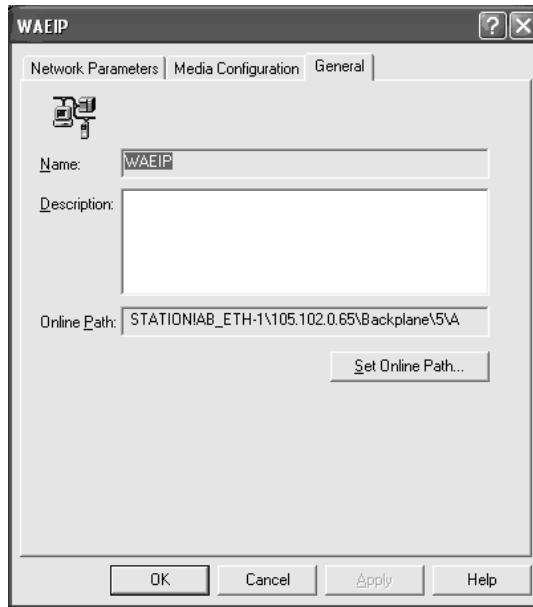 WAEIP
Network Parameters Media Configuration General
Name: WAEIP
Description:
Online Path: STATION!AB_ETH-1\105.102.0.65\Backplane\5\A
Set Online Path...
OK Cancel Apply Help